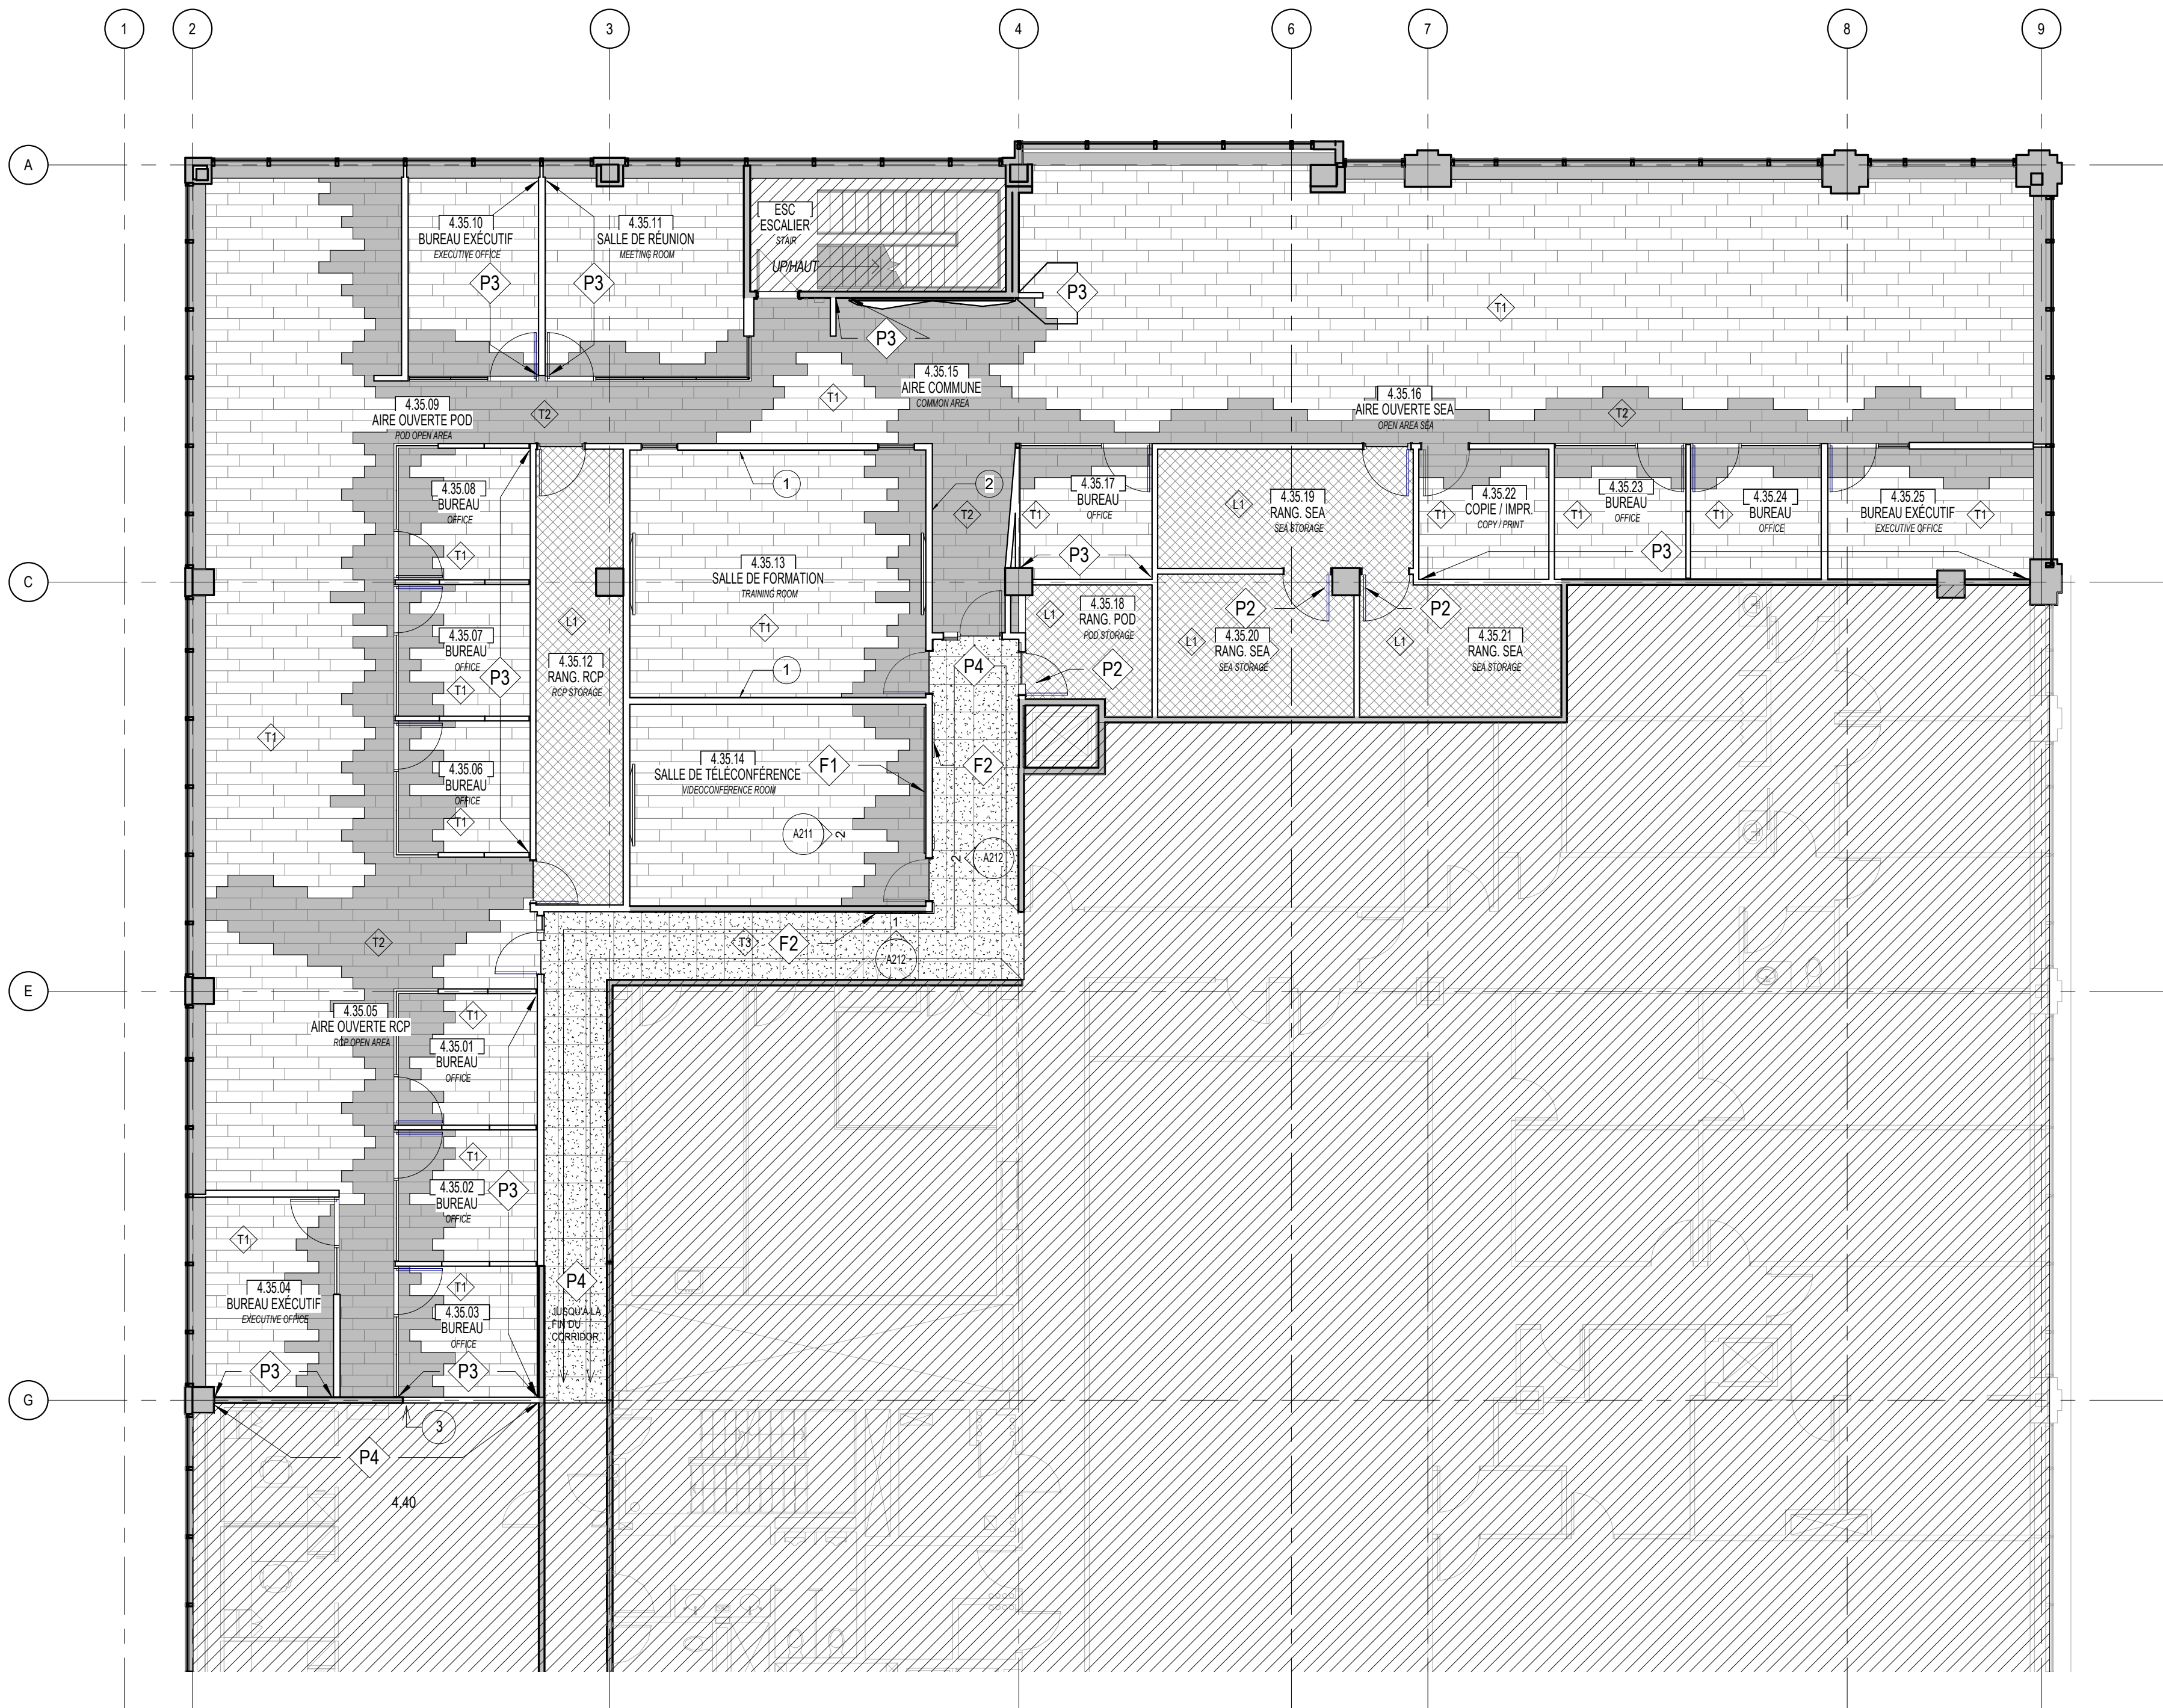 1
2
3
4
6
7
8
9
A
C
E
G
4.35.10
BUREAU EXÉCUTIF
EXECUTIVE OFFICE
P3
4.35.11
SALLE DE RÉUNION
MEETING ROOM
P3
ESC
ESCALIER
STAIR
UP/HAUT
P3
P3
T1
4.35.09
AIRE OUVERTE POD
POD OPEN AREA
T2
T1
4.35.15
AIRE COMMUNE
COMMON AREA
4.35.16
AIRE OUVERTE SEA
OPEN AREA SEA
T2
4.35.08
BUREAU
OFFICE
T1
1
2
T2
4.35.17
BUREAU
OFFICE
T1
P3
L1
4.35.19
RANG. SEA
SEA STORAGE
T1
4.35.22
COPIE / IMPR.
COPY / PRINT
T1
4.35.23
BUREAU
OFFICE
T1
4.35.24
BUREAU
OFFICE
4.35.25
BUREAU EXÉCUTIF
EXECUTIVE OFFICE
T1
P3
4.35.13
SALLE DE FORMATION
TRAINING ROOM
T1
1
L1
4.35.12
RANG. RCP
RCP STORAGE
4.35.07
BUREAU
OFFICE
T1
P3
L1
4.35.18
RANG. POD
POD STORAGE
P2
P2
L1
4.35.20
RANG. SEA
SEA STORAGE
P2
L1
4.35.21
RANG. SEA
SEA STORAGE
P4
T1
4.35.06
BUREAU
OFFICE
T1
4.35.14
SALLE DE TÉLÉCONFÉRENCE
VIDEOCONFERENCE ROOM
F1
F2
A211
2
2
A212
T2
T3
F2
1
A212
4.35.05
AIRE OUVERTE RCP
RCP OPEN AREA
T1
4.35.01
BUREAU
OFFICE
T1
4.35.02
BUREAU
OFFICE
P3
T1
4.35.04
BUREAU EXÉCUTIF
EXECUTIVE OFFICE
T1
4.35.03
BUREAU
OFFICE
P4
JUSQU'À LA
FIN DU
CORRIDOR
P3
P3
3
P4
4.40